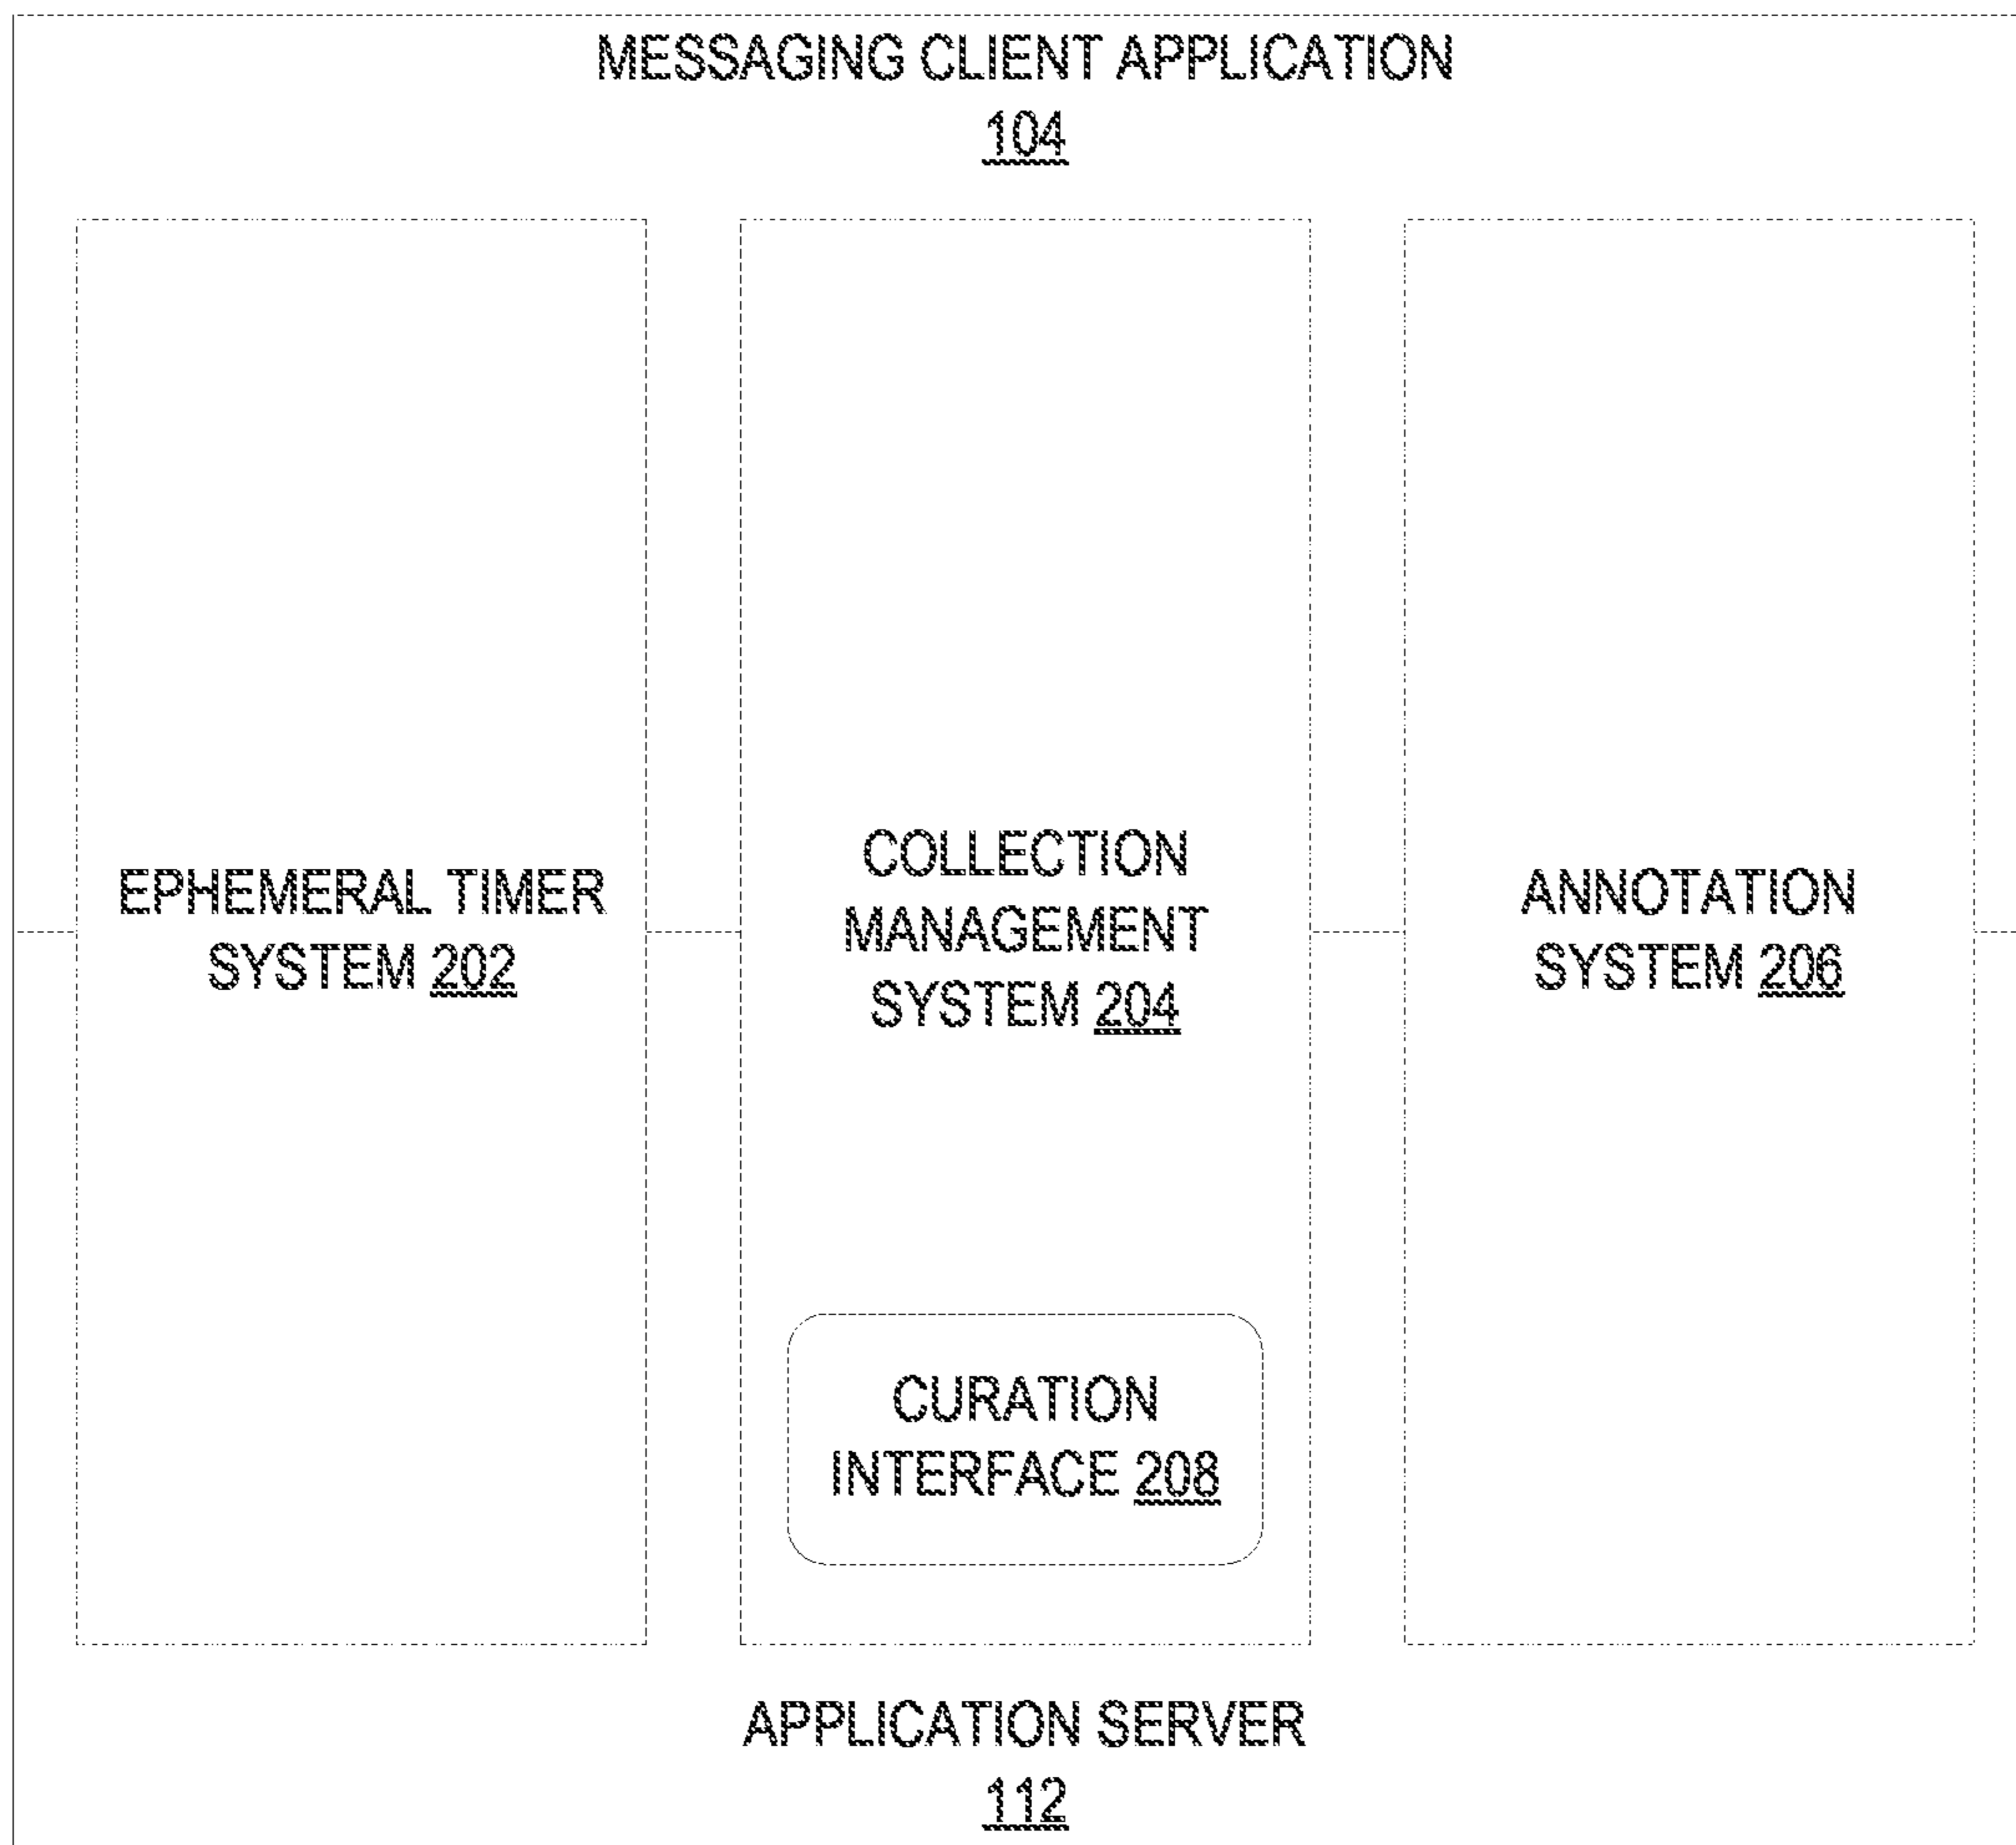 MESSAGING CLIENT APPLICATION
104
EPHEMERAL TIMER
SYSTEM 202
COLLECTION
MANAGEMENT
SYSTEM 204
CURATION
INTERFACE 208
ANNOTATION
SYSTEM 206
APPLICATION SERVER
112